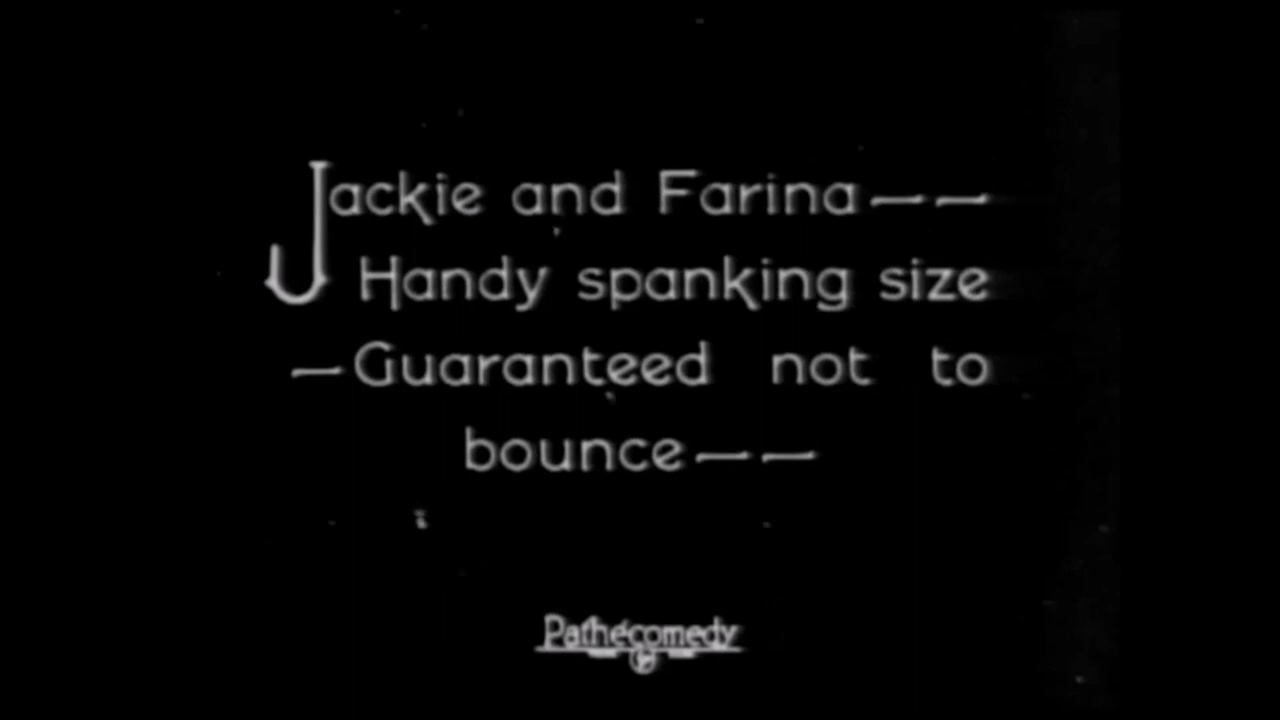 Jackie and Farina——
Handy spanking size
—Guaranteed not to
bounce——
Pathécomedy